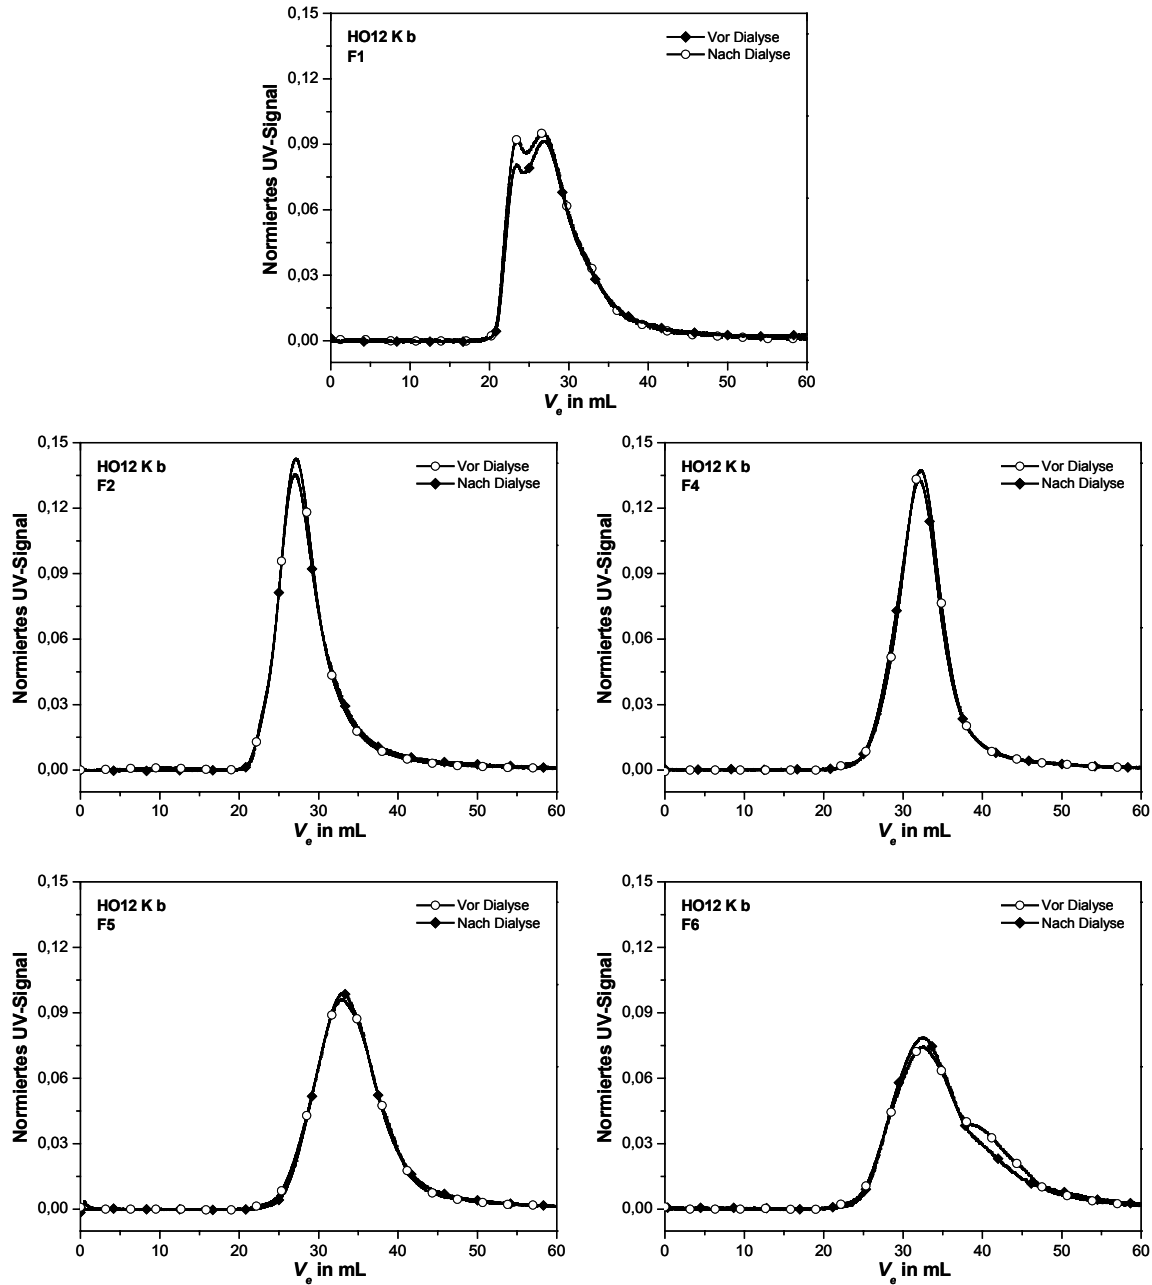 0,15
0,12
0,09
0,06
0,03
0,00
Normiertes UV-Signal
HO12 K b
F1
Vor Dialyse
Nach Dialyse
0 10 20 30 40 50 60
Ve in mL
0,15
0,12
0,09
0,06
0,03
0,00
Normiertes UV-Signal
HO12 K b
F2
Vor Dialyse
Nach Dialyse
0 10 20 30 40 50 60
Ve in mL
0,15
0,12
0,09
0,06
0,03
0,00
Normiertes UV-Signal
HO12 K b
F4
Vor Dialyse
Nach Dialyse
0 10 20 30 40 50 60
Ve in mL
0,15
0,12
0,09
0,06
0,03
0,00
Normiertes UV-Signal
HO12 K b
F5
Vor Dialyse
Nach Dialyse
0 10 20 30 40 50 60
Ve in mL
0,15
0,12
0,09
0,06
0,03
0,00
Normiertes UV-Signal
HO12 K b
F6
Vor Dialyse
Nach Dialyse
0 10 20 30 40 50 60
Ve in mL